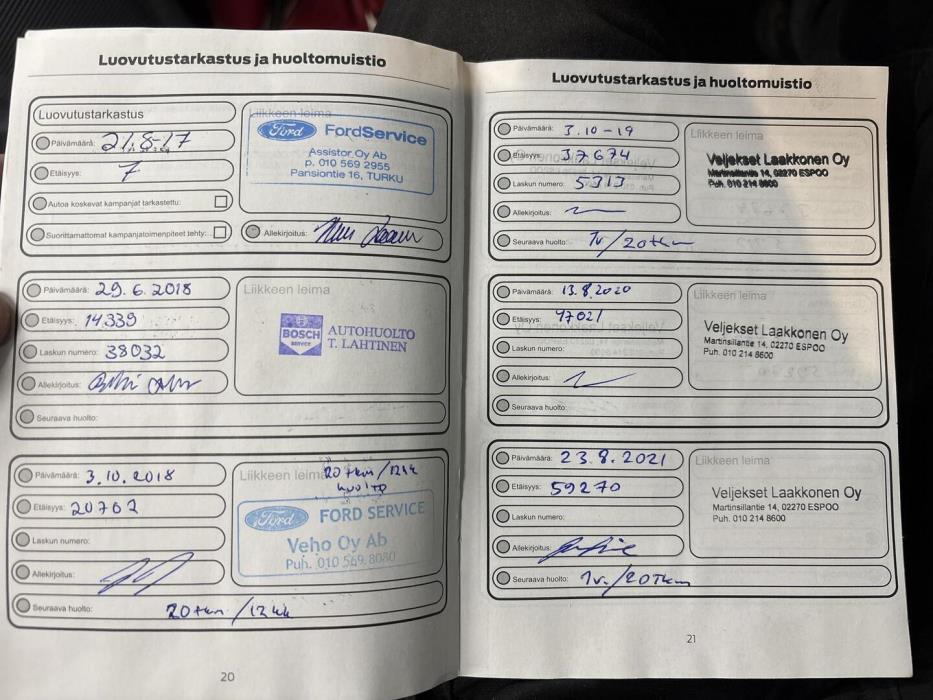 Luovutustarkastus ja huoltomuistio
Luovutustarkastus
Päivämäärä: 21.8.17
Etäisyys: 7
Autoa koskevat kampanjat tarkastettu:
Suorittamattomat kampanjatoimenpiteet tehty:
Liikkeen leima
Ford FordService
Assistor Oy Ab
p. 010 569 2955
Pansiontie 16, TURKU
Allekirjoitus:
Päivämäärä: 29.6.2018
Etäisyys: 14339
Laskun numero: 38032
Allekirjoitus:
Seuraava huolto:
Liikkeen leima
BOSCH
service
AUTOHUOLTO
T. LAHTINEN
Päivämäärä: 3.10.2018
Etäisyys: 20702
Laskun numero:
Allekirjoitus:
Seuraava huolto: 20tkm/12kk
Liikkeen leima 20tkm/12kk
huolto
Ford FORD SERVICE
Veho Oy Ab
Puh. 010 569 8080
20
Luovutustarkastus ja huoltomuistio
Päivämäärä: 3.10-19
Etäisyys: 37674
Laskun numero: 5313
Allekirjoitus:
Seuraava huolto: 1v/20tkm
Liikkeen leima
Veljekset Laakkonen Oy
Martinsillantie 14, 02270 ESPOO
Puh. 010 214 8600
Päivämäärä: 13.8.2020
Etäisyys: 47021
Laskun numero:
Allekirjoitus:
Seuraava huolto:
Liikkeen leima
Veljekset Laakkonen Oy
Martinsillantie 14, 02270 ESPOO
Puh. 010 214 8600
Päivämäärä: 23.8.2021
Etäisyys: 59270
Laskun numero:
Allekirjoitus:
Seuraava huolto: 1v./20Tkm
Liikkeen leima
Veljekset Laakkonen Oy
Martinsillantie 14, 02270 ESPOO
Puh. 010 214 8600
21